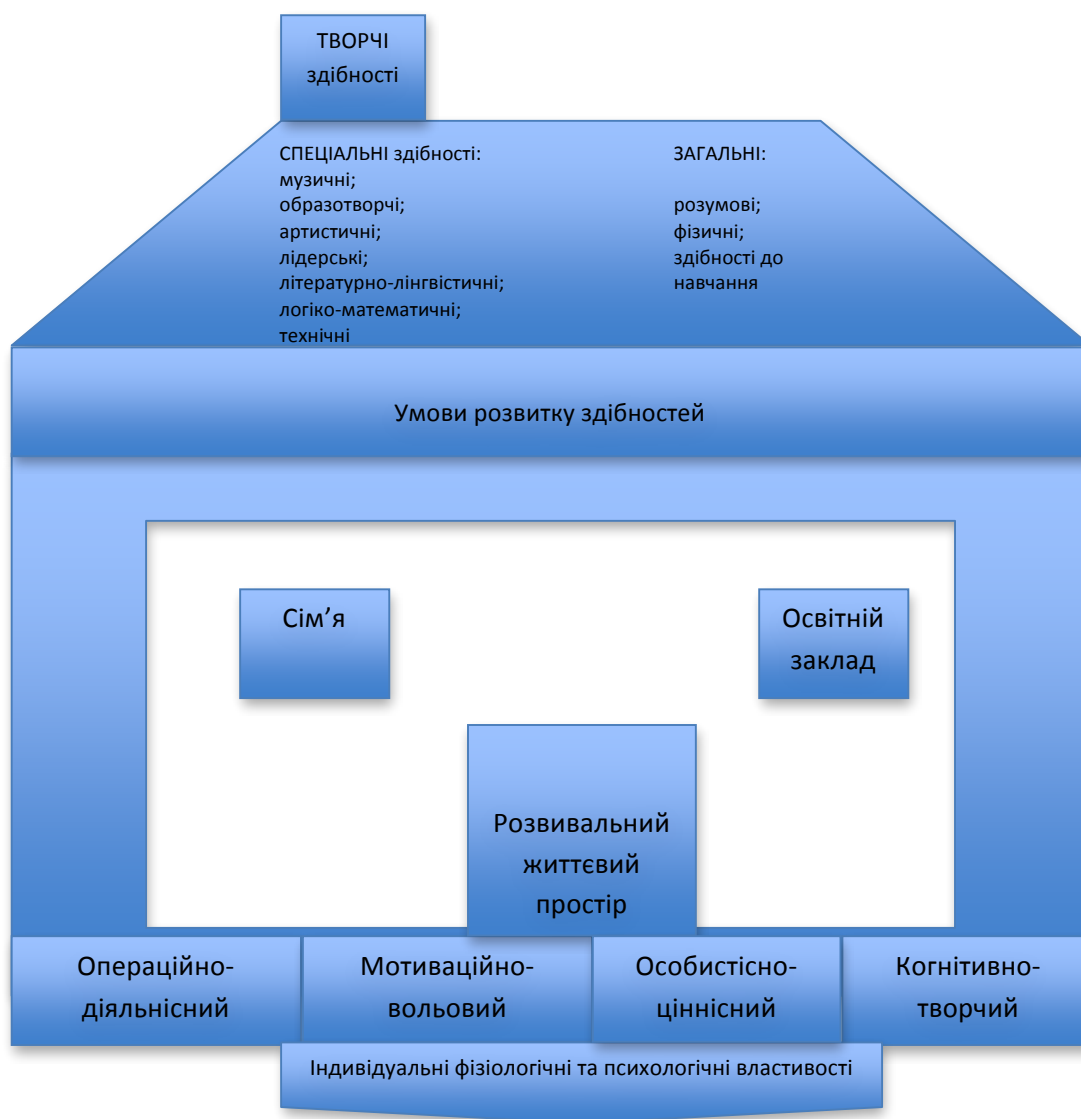 ТВОРЧІ
здібності
СПЕЦІАЛЬНІ здібності:
музичні;
образотворчі;
артистичні;
лідерські;
літературно-лінгвістичні;
логіко-математичні;
технічні
ЗАГАЛЬНІ:
розумові;
фізичні;
здібності до
навчання
Умови розвитку здібностей
Сім’я
Освітній
заклад
Розвивальний
життєвий
простір
Операційно-
діяльнісний
Мотиваційно-
вольовий
Особистісно-
ціннісний
Когнітивно-
творчий
Індивідуальні фізіологічні та психологічні властивості